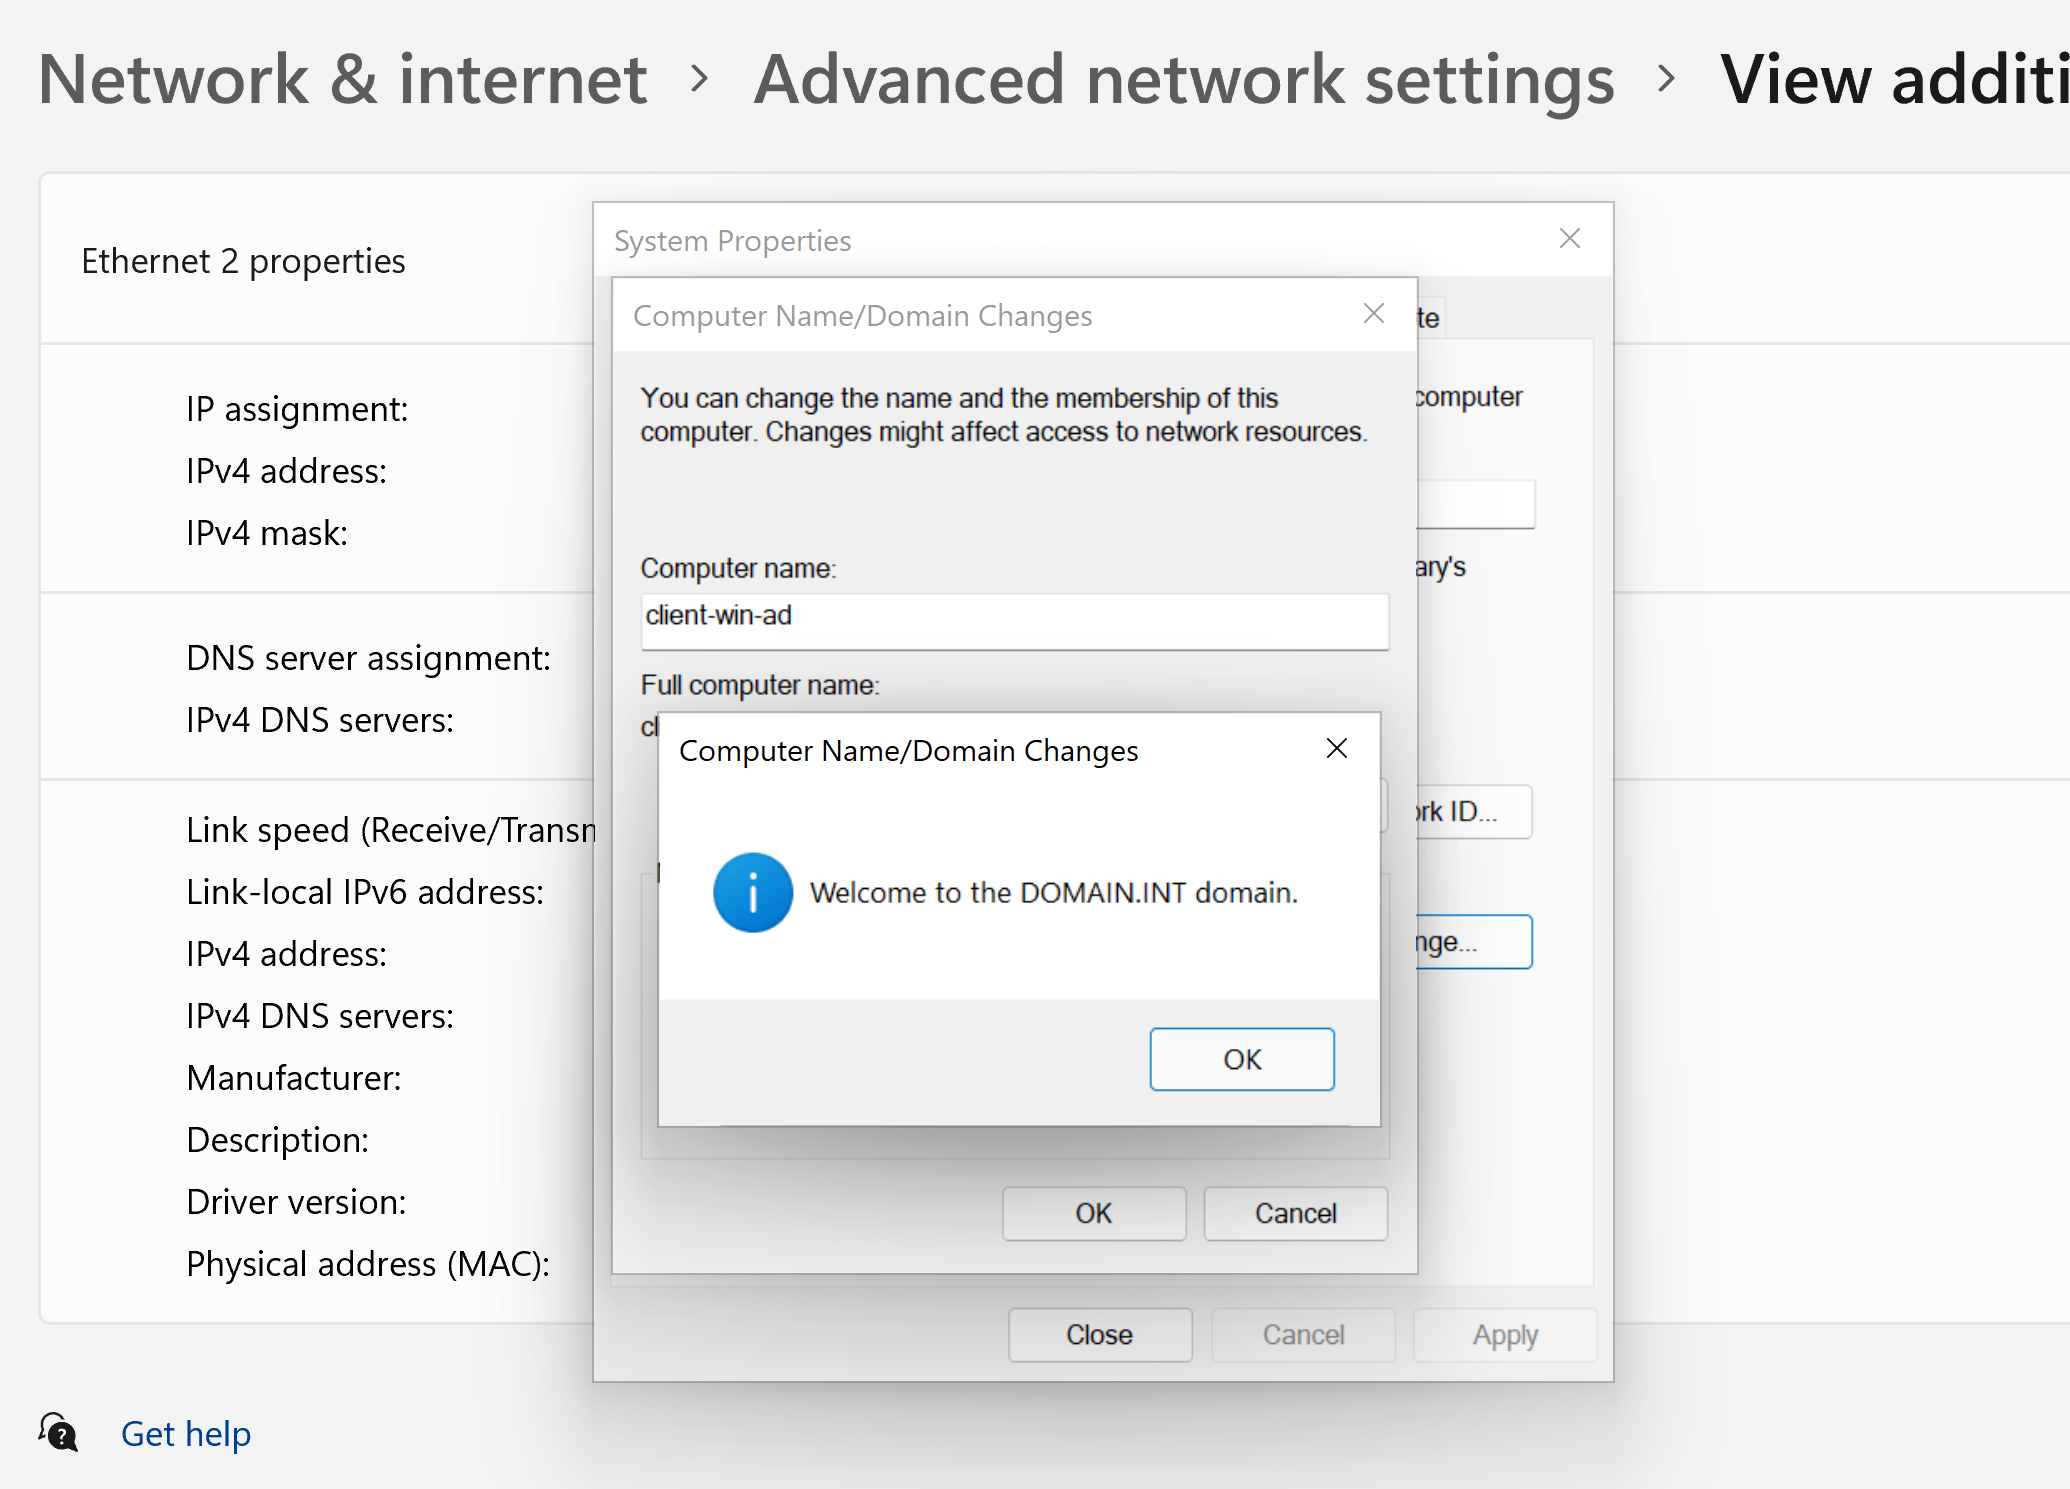 Network & internet > Advanced network settings > View additi
Ethernet 2 properties
IP assignment:
IPv4 address:
IPv4 mask:
DNS server assignment:
IPv4 DNS servers:
Link speed (Receive/Transm
Link-local IPv6 address:
IPv4 address:
IPv4 DNS servers:
Manufacturer:
Description:
Driver version:
Physical address (MAC):
Get help
System Properties
te
computer
ary's
ork ID...
nge...
Close
Cancel
Apply
Computer Name/Domain Changes
You can change the name and the membership of this
computer. Changes might affect access to network resources.
Computer name:
client-win-ad
Full computer name:
cl
OK
Cancel
Computer Name/Domain Changes
Welcome to the DOMAIN.INT domain.
OK